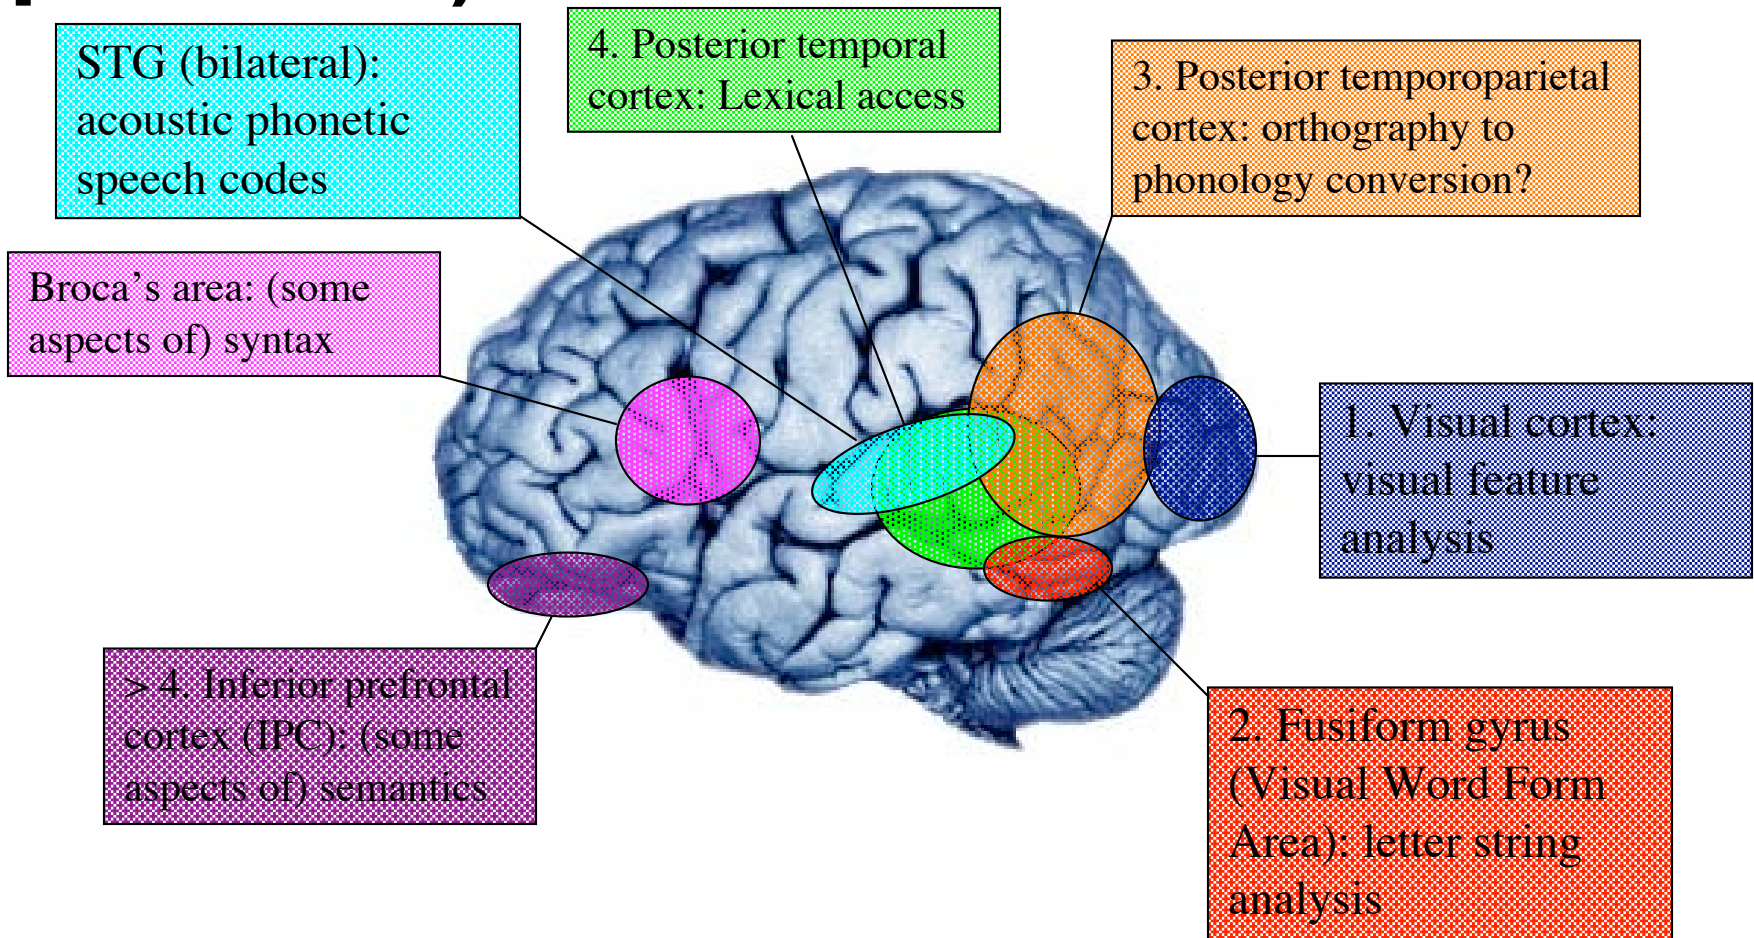 STG (bilateral):
acoustic phonetic
speech codes
4. Posterior temporal
cortex: Lexical access
3. Posterior temporoparietal
cortex: orthography to
phonology conversion?
Broca’s area: (some
aspects of) syntax
1. Visual cortex:
visual feature
analysis
> 4. Inferior prefrontal
cortex (IPC): (some
aspects of) semantics
2. Fusiform gyrus
(Visual Word Form
Area): letter string
analysis